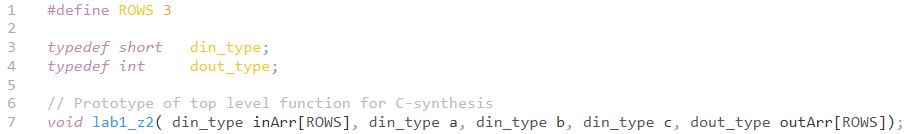 1 #define ROWS 3
2
3 typedef short din_type;
4 typedef int dout_type;
5
6 // Prototype of top level function for C-synthesis
7 void lab1_z2( din_type inArr[ROWS], din_type a, din_type b, din_type c, dout_type outArr[ROWS]);